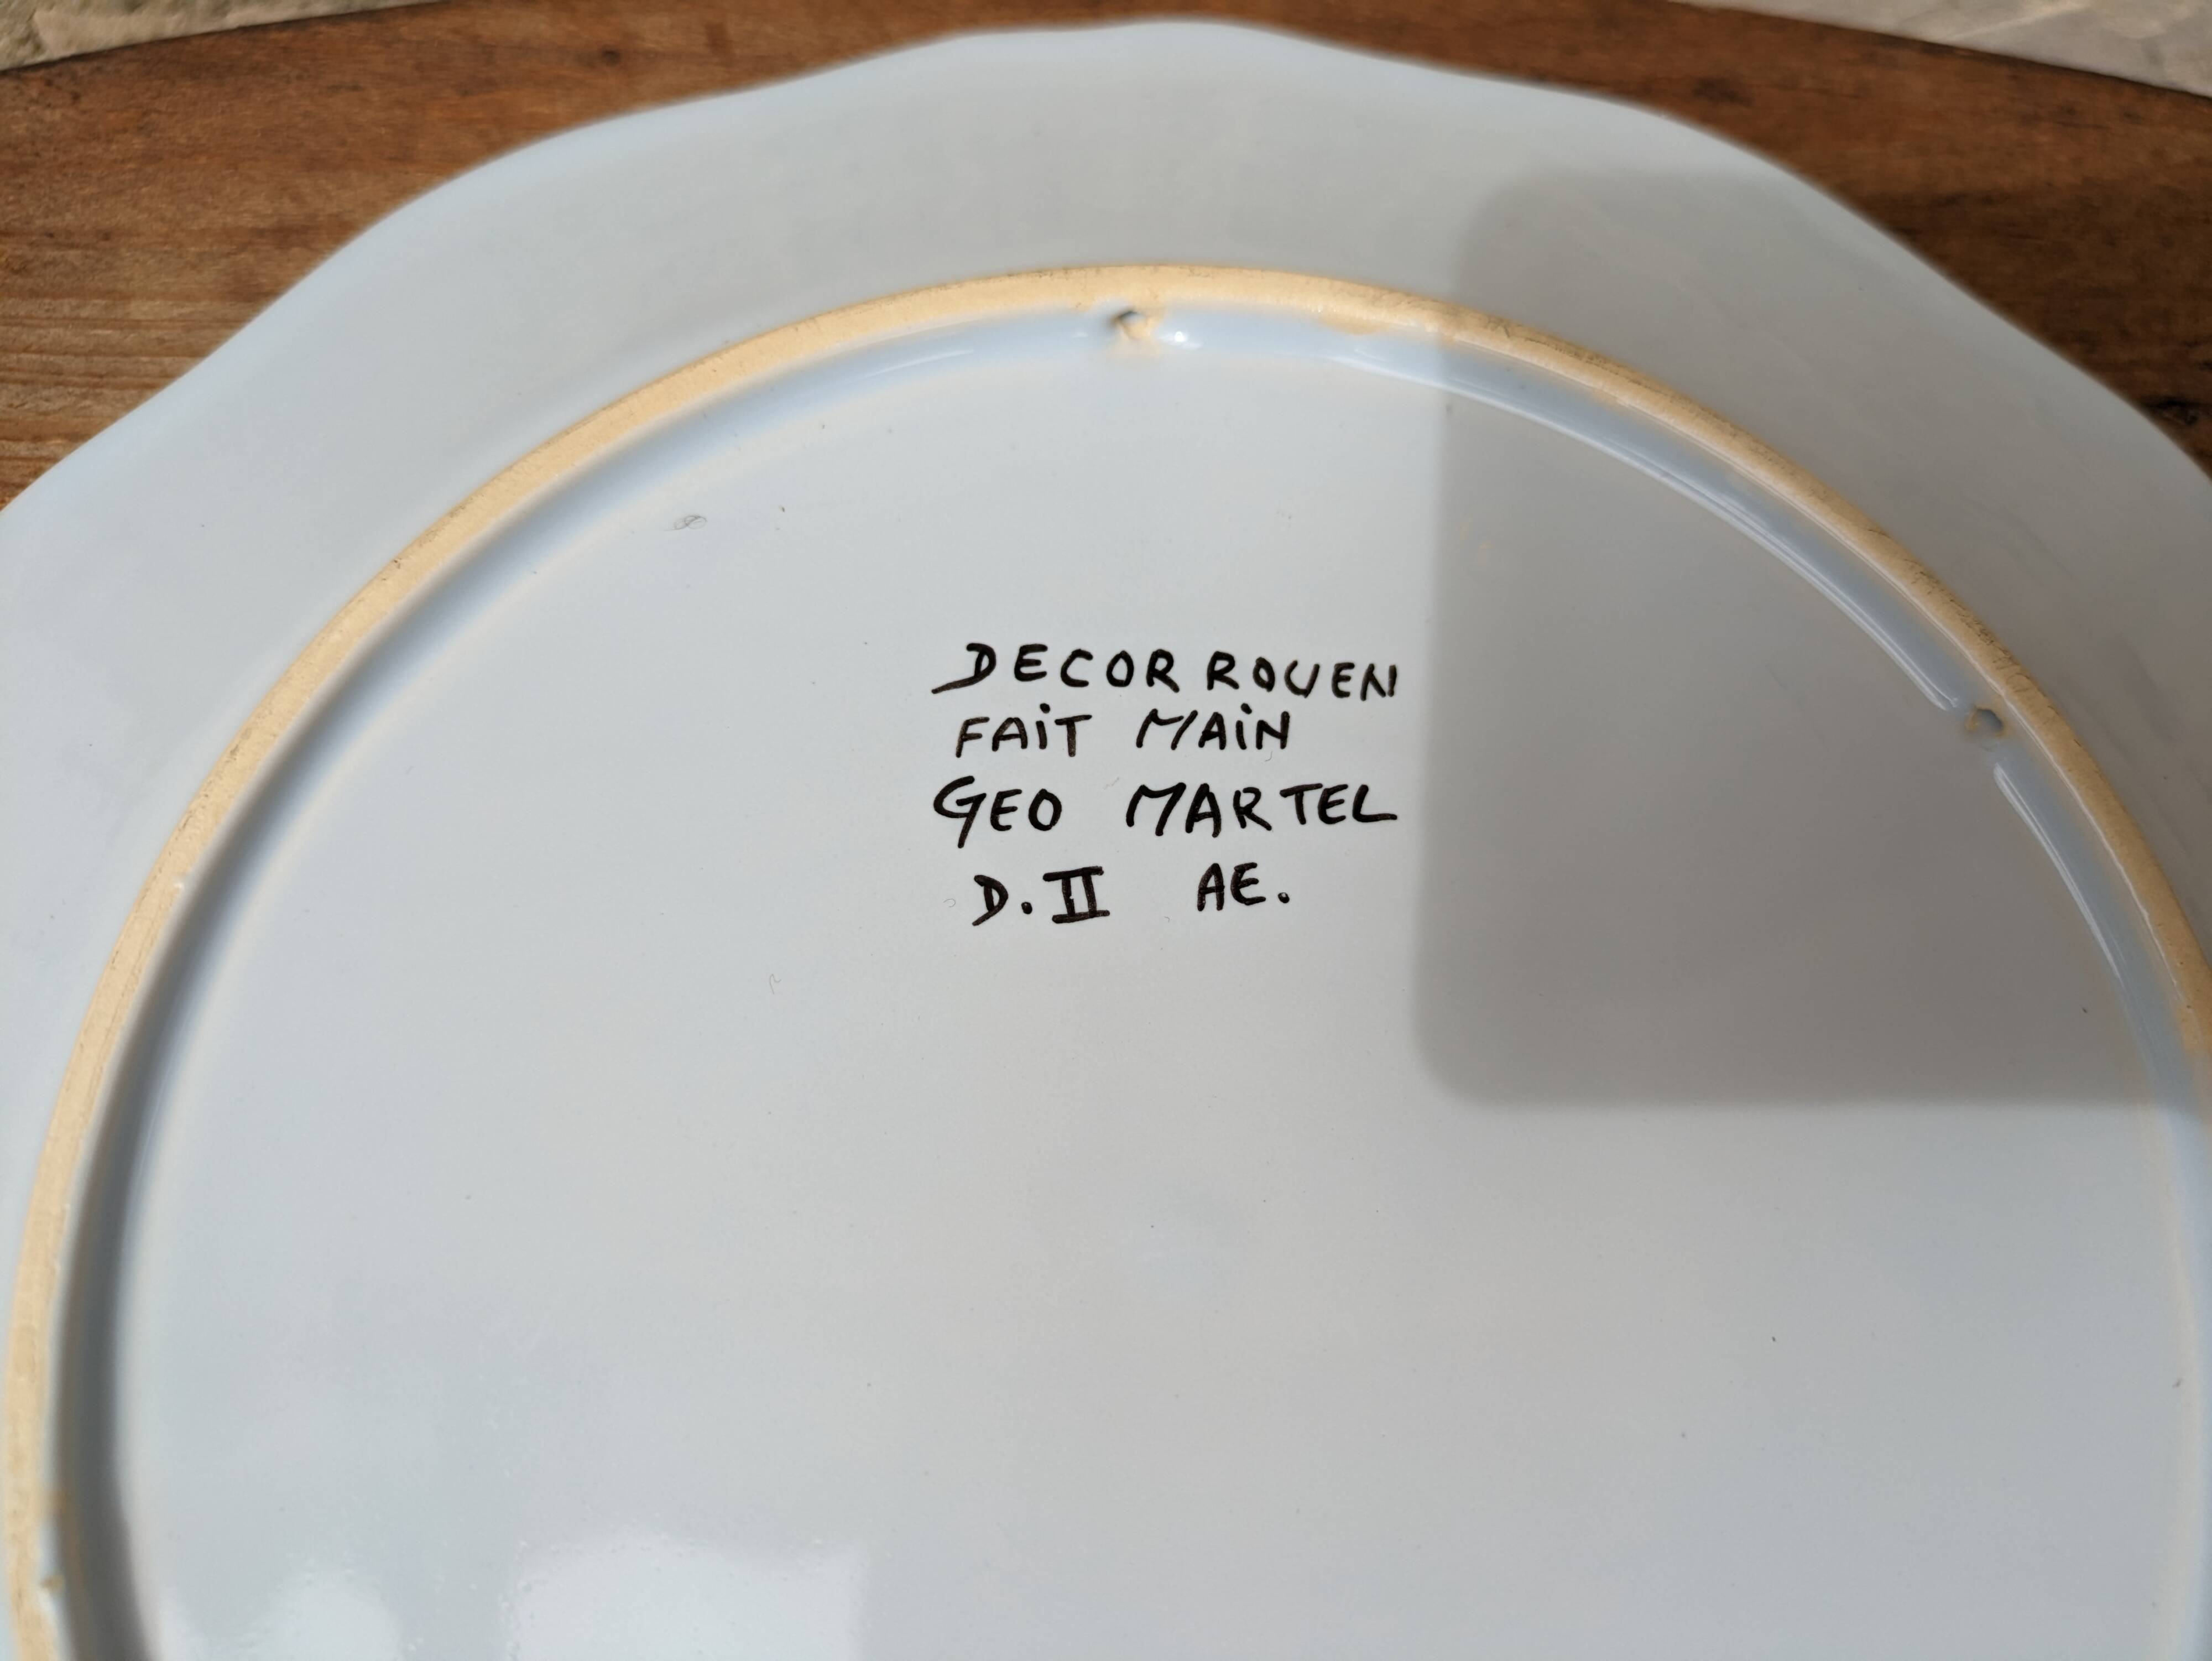 DECOR ROUEN
FAiT MAiN
GEO MARTEL
D. II AE.